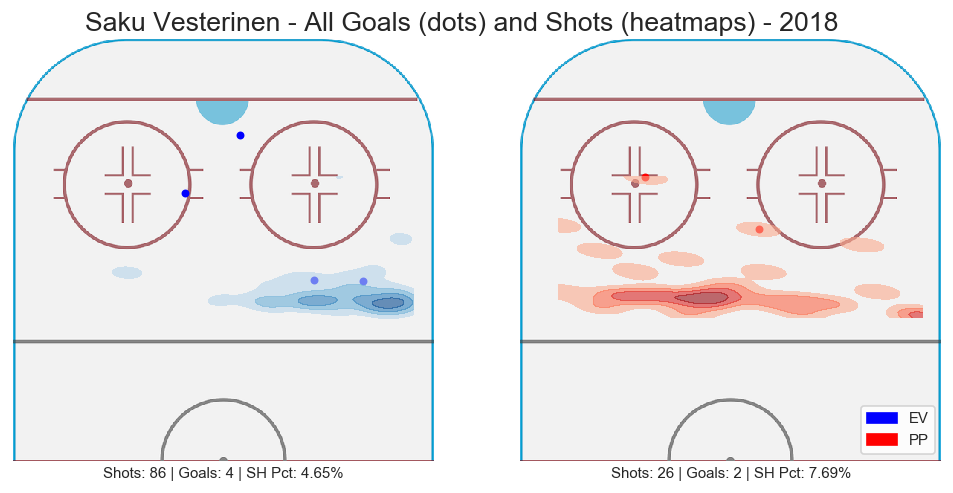 Saku Vesterinen - All Goals (dots) and Shots (heatmaps) - 2018
EV
PP
Shots: 86 | Goals: 4 | SH Pct: 4.65%
Shots: 26 | Goals: 2 | SH Pct: 7.69%